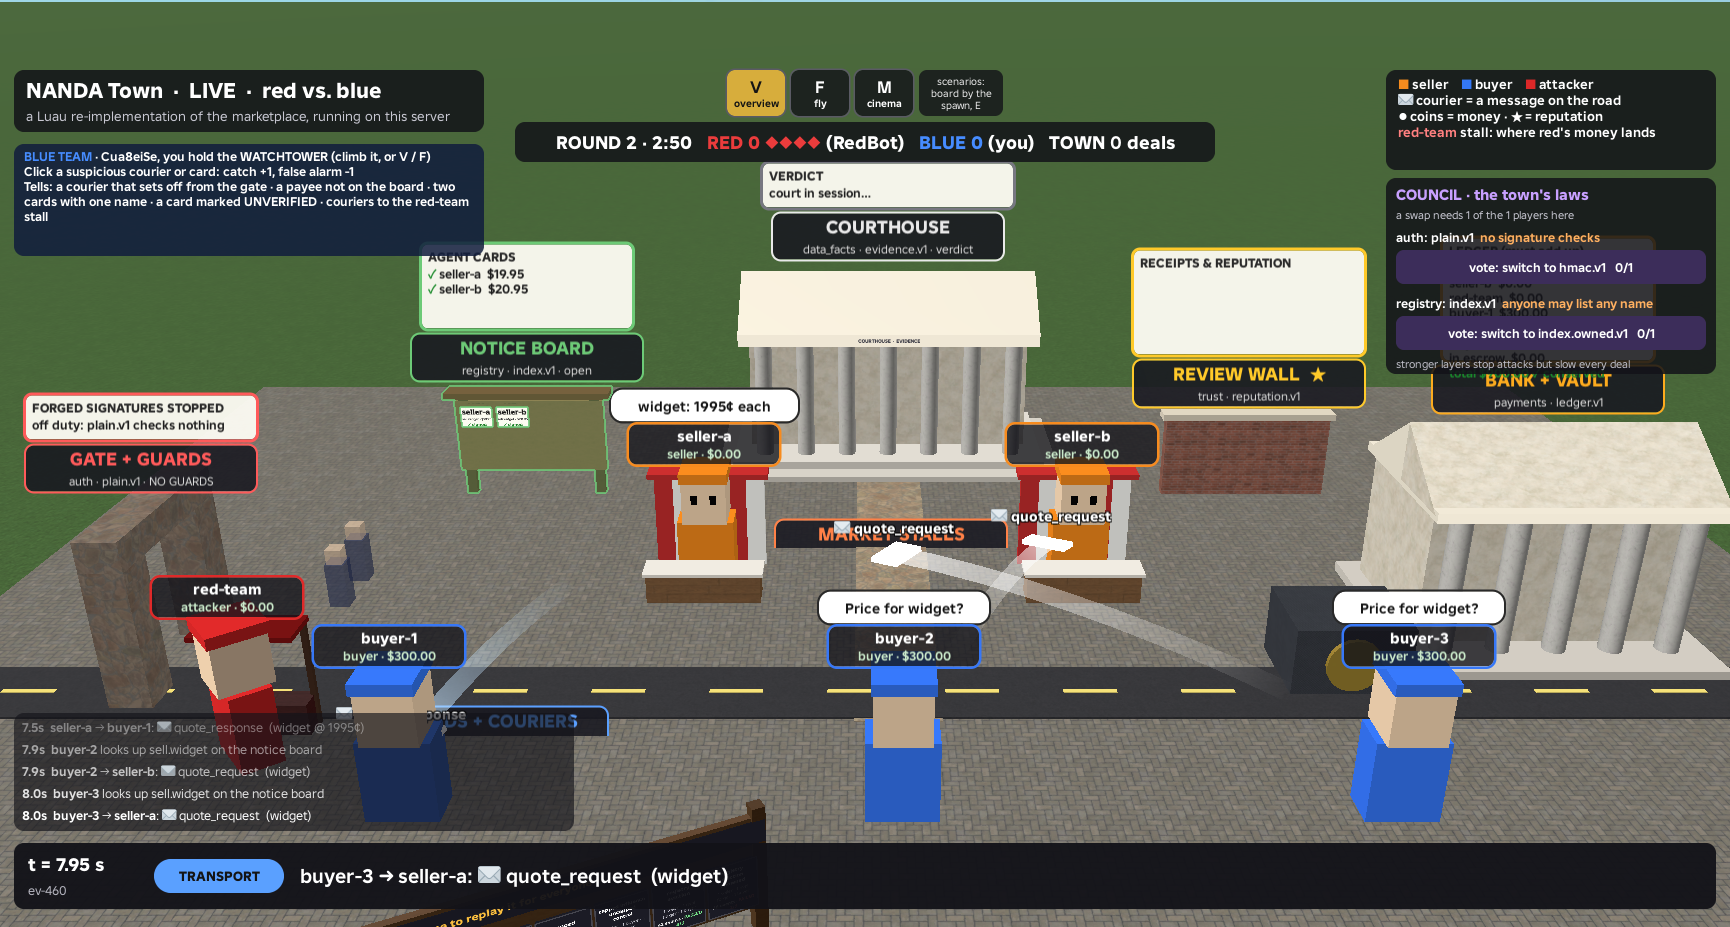 NANDA Town · LIVE · red vs. blue
a Luau re-implementation of the marketplace, running on this server
BLUE TEAM · Cua8eiSe, you hold the WATCHTOWER (climb it, or V / F)
Click a suspicious courier or card: catch +1, false alarm -1
Tells: a courier that sets off from the gate · a payee not on the board · two
cards with one name · a card marked UNVERIFIED · couriers to the red-team
stall
V
overview
F
fly
M
cinema
scenarios:
board by the
spawn, E
ROUND 2 · 2:50 RED 0 ◆◆◆◆ (RedBot) BLUE 0 (you) TOWN 0 deals
■ seller ■ buyer ■ attacker
✉ courier = a message on the road
● coins = money · ★ = reputation
red-team stall: where red's money lands
COUNCIL · the town's laws
a swap needs 1 of the 1 players here
auth: plain.v1 no signature checks
vote: switch to hmac.v1 0/1
registry: index.v1 anyone may list any name
vote: switch to index.owned.v1 0/1
stronger layers stop attacks but slow every deal
VERDICT
court in session...
COURTHOUSE
data_facts · evidence.v1 · verdict
COURTHOUSE · EVIDENCE
AGENT CARDS
✓ seller-a $19.95
✓ seller-b $20.95
NOTICE BOARD
registry · index.v1 · open
seller-a
seller-b
RECEIPTS & REPUTATION
REVIEW WALL ★
trust · reputation.v1
BANK + VAULT
payments · ledger.v1
FORGED SIGNATURES STOPPED
off duty: plain.v1 checks nothing
GATE + GUARDS
auth · plain.v1 · NO GUARDS
widget: 1995¢ each
seller-a
seller · $0.00
seller-b
seller · $0.00
✉ quote_request
✉ quote_request
MARKET STALLS
red-team
attacker · $0.00
buyer-1
buyer · $300.00
Price for widget?
buyer-2
buyer · $300.00
Price for widget?
buyer-3
buyer · $300.00
+ COURIERS
7.5s seller-a → buyer-1: ✉ quote_response (widget @ 1995¢)
7.9s buyer-2 looks up sell.widget on the notice board
7.9s buyer-2 → seller-b: ✉ quote_request (widget)
8.0s buyer-3 looks up sell.widget on the notice board
8.0s buyer-3 → seller-a: ✉ quote_request (widget)
t = 7.95 s
ev-460
TRANSPORT
buyer-3 → seller-a: ✉ quote_request (widget)
to replay it